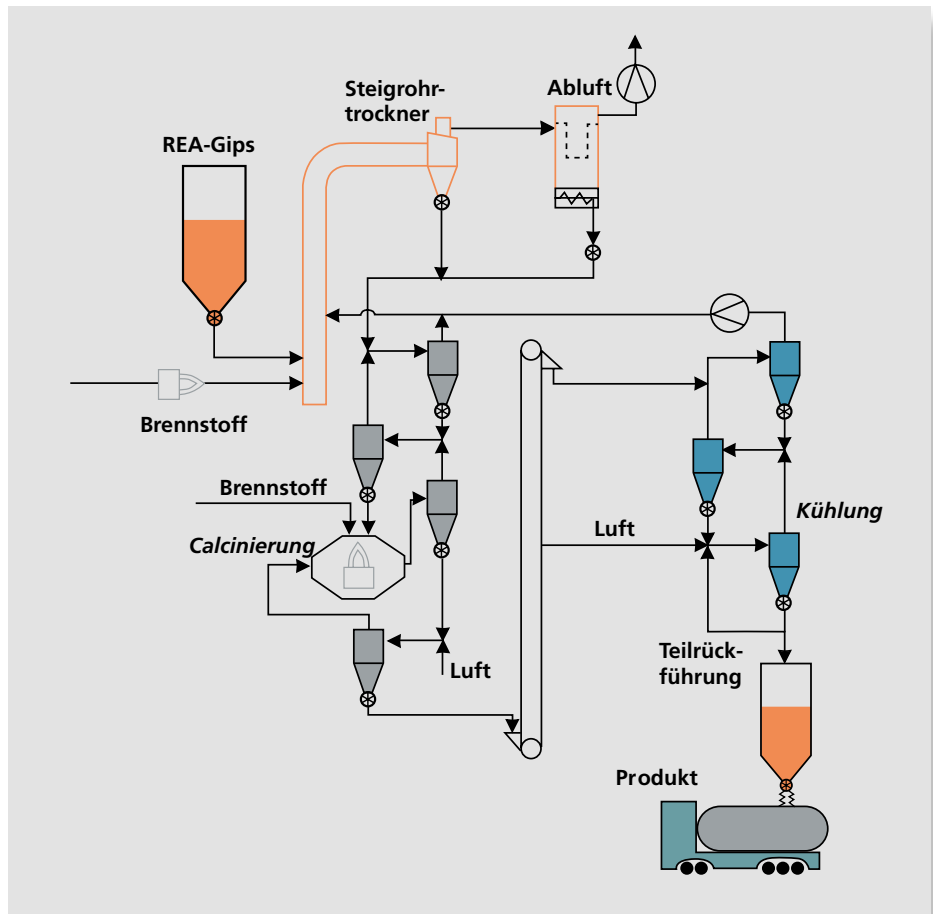 Steigrohr-
trockner
Abluft
REA-Gips
Brennstoff
Brennstoff
Calcinierung
Luft
Kühlung
Luft
Teilrück-
führung
Produkt